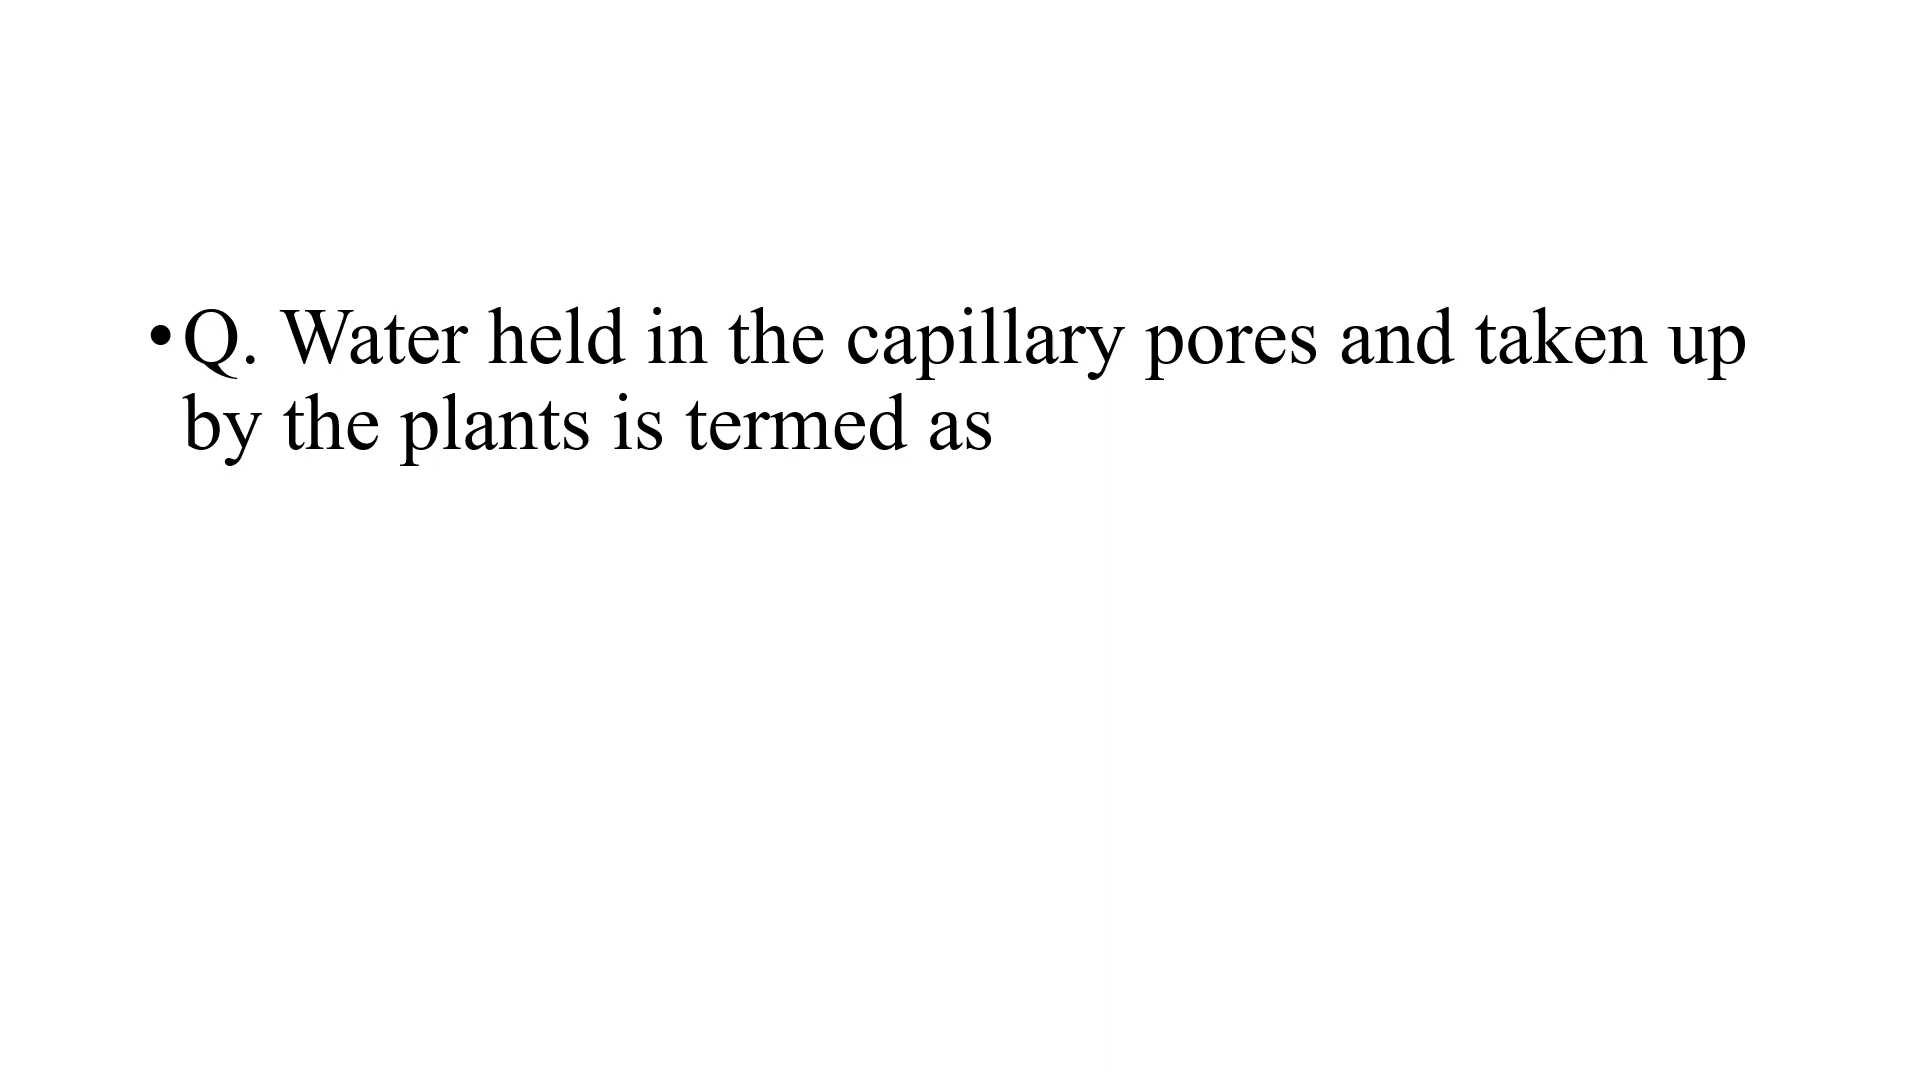 • Q. Water held in the capillary pores and taken up
by the plants is termed as